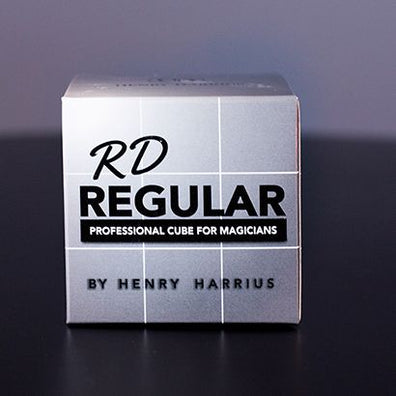 RD
REGULAR
PROFESSIONAL CUBE FOR MAGICIANS
BY HENRY HARRIUS